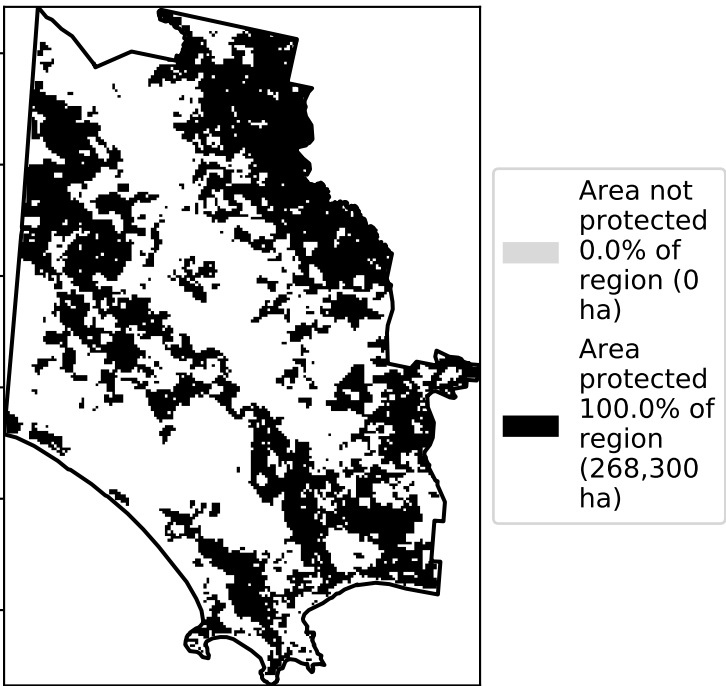 Area not
protected
0.0% of
region (0
ha)
Area
protected
100.0% of
region
(268,300
ha)